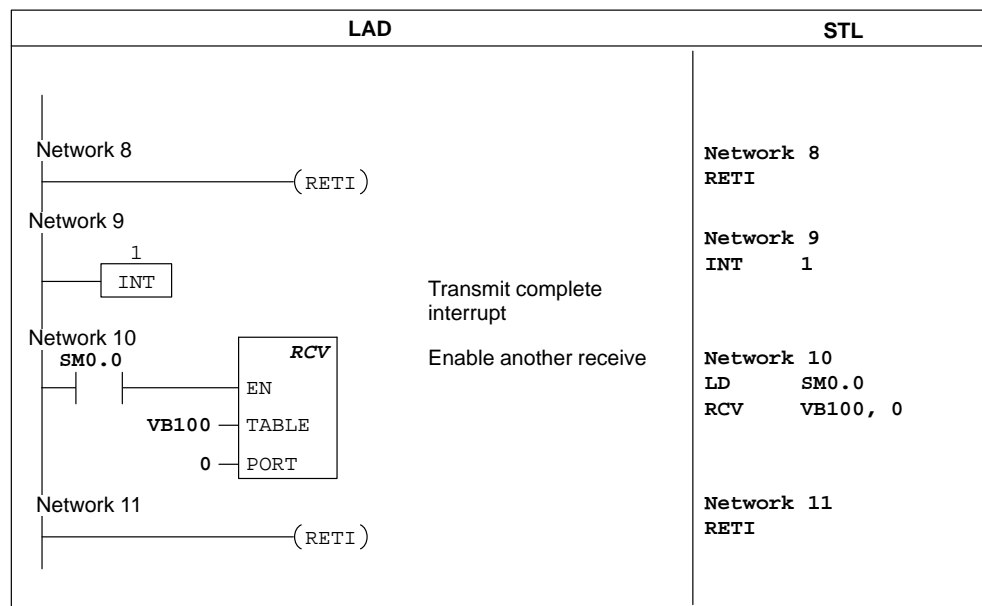 LAD
STL
Network 8
(RETI)
Network 9
1
INT
Transmit complete
interrupt
Network 10
SM0.0
RCV
Enable another receive
EN
VB100
TABLE
0
PORT
Network 11
(RETI)
Network 8
RETI
Network 9
INT 1
Network 10
LD SM0.0
RCV VB100, 0
Network 11
RETI